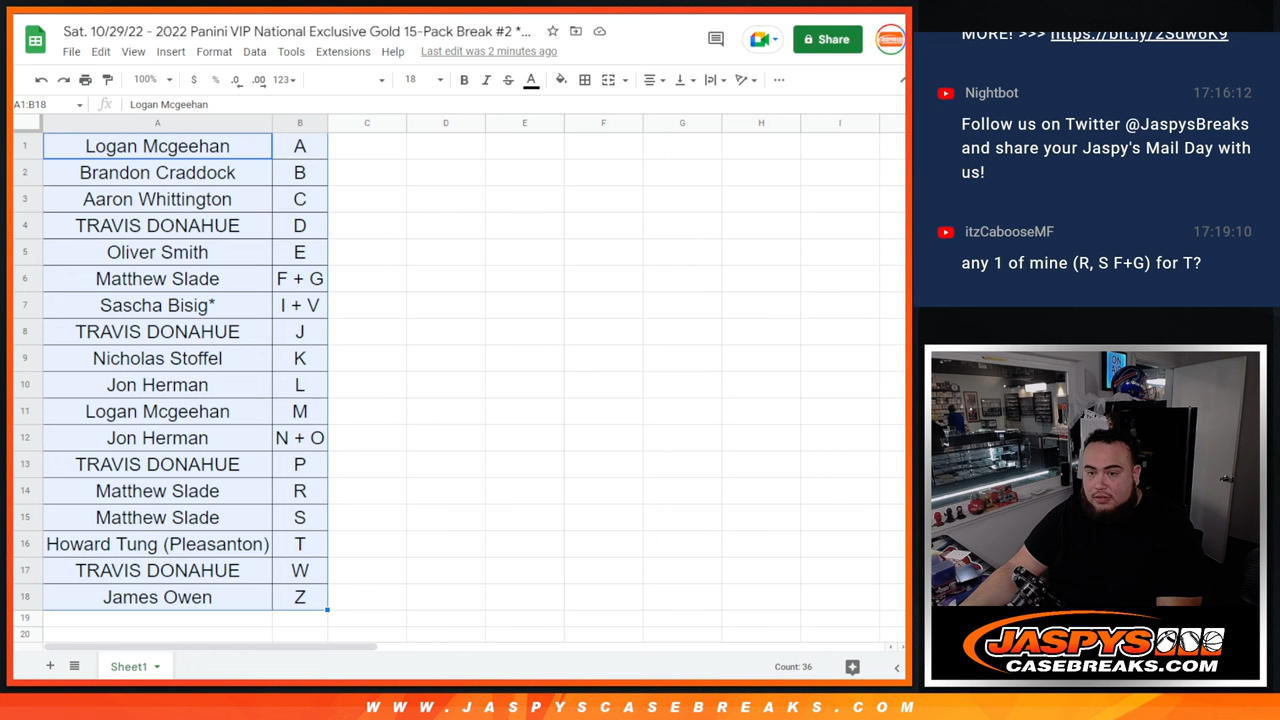 Sat. 10/29/22 - 2022 Panini VIP National Exclusive Gold 15-Pack Break #2 *...
File Edit View Insert Format Data Tools Extensions Help Last edit was 2 minutes ago
Share
100% $ % .0 .00 123 18 B I S A
A1:B18 fx Logan Mcgeehan
A B C D E F G H I
1 Logan Mcgeehan A
2 Brandon Craddock B
3 Aaron Whittington C
4 TRAVIS DONAHUE D
5 Oliver Smith E
6 Matthew Slade F + G
7 Sascha Bisig* I + V
8 TRAVIS DONAHUE J
9 Nicholas Stoffel K
10 Jon Herman L
11 Logan Mcgeehan M
12 Jon Herman N + O
13 TRAVIS DONAHUE P
14 Matthew Slade R
15 Matthew Slade S
16 Howard Tung (Pleasanton) T
17 TRAVIS DONAHUE W
18 James Owen Z
19
20
Sheet1
Count: 36
MORE! >>> https://bit.ly/2Sdw6K9
Nightbot 17:16:12
Follow us on Twitter @JaspysBreaks
and share your Jaspy's Mail Day with
us!
itzCabooseMF 17:19:10
any 1 of mine (R, S F+G) for T?
JASPYS
CASEBREAKS.COM
WWW.JASPYSCASEBREAKS.COM